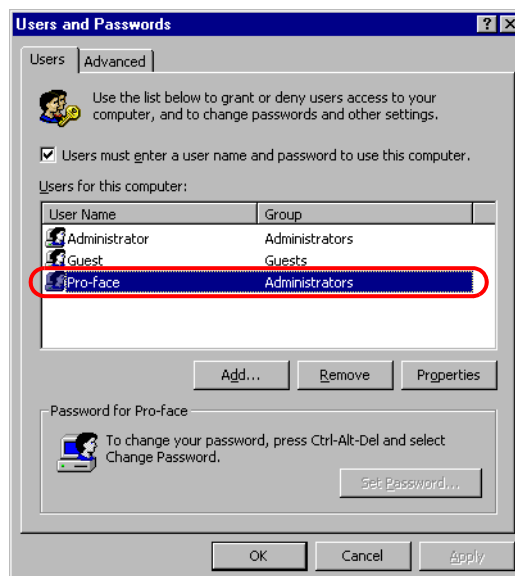 Users and Passwords
Users Advanced
Use the list below to grant or deny users access to your
computer, and to change passwords and other settings.
Users must enter a user name and password to use this computer.
Users for this computer:
User Name Group
Administrator Administrators
Guest Guests
Pro-face Administrators
Add... Remove Properties
Password for Pro-face
To change your password, press Ctrl-Alt-Del and select
Change Password.
Set Password...
OK Cancel Apply